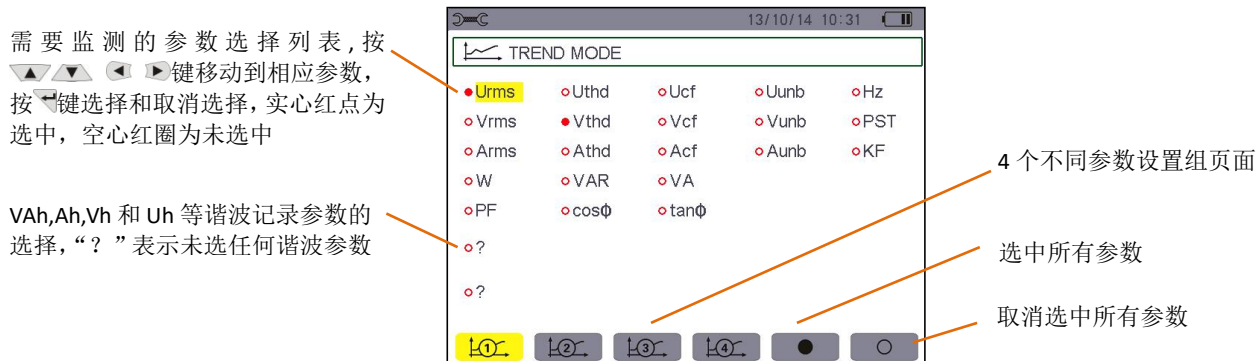 需要监测的参数选择列表,按
键移动到相应参数,
按键选择和取消选择,实心红点为
选中,空心红圈为未选中
VAh,Ah,Vh 和 Uh 等谐波记录参数的
选择,“?”表示未选任何谐波参数
13/10/14 10:31
TREND MODE
Urms Uthd Ucf Uunb Hz
Vrms Vthd Vcf Vunb PST
Arms Athd Acf Aunb KF
W VAR VA
PF cosΦ tanΦ
?
?
1 2 3 4
4 个不同参数设置组页面
选中所有参数
取消选中所有参数